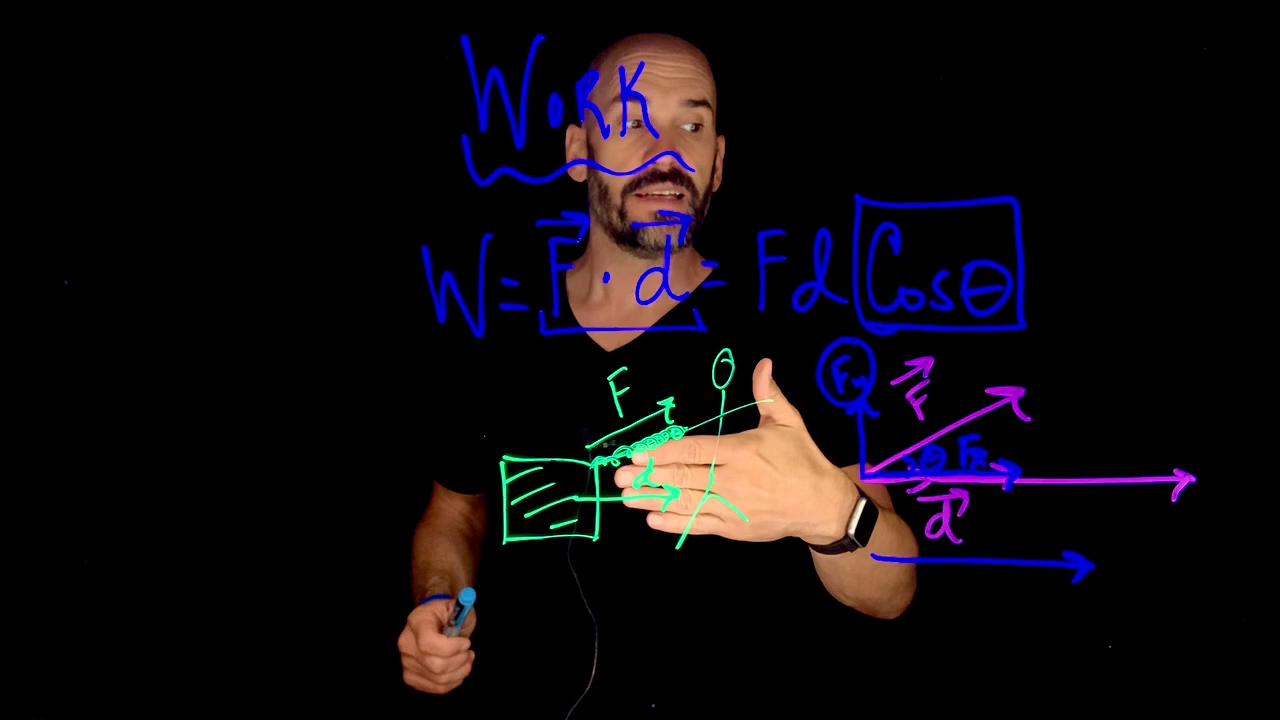 WORK
W = F · d = Fd Cosθ
F
d
Fy
F
θ Fx
d